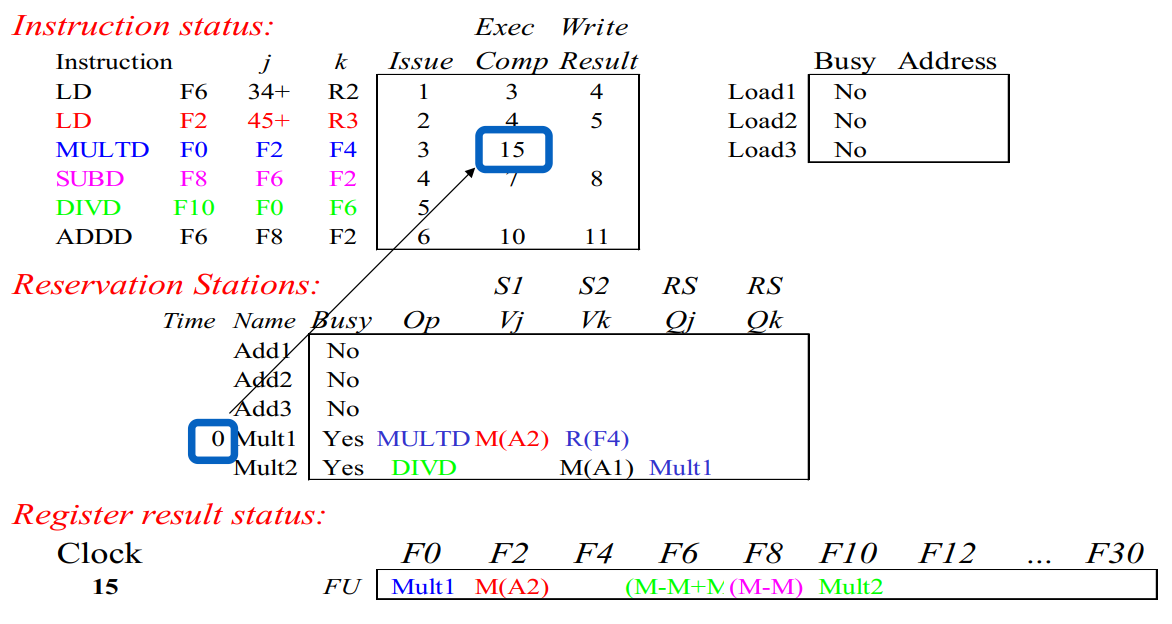 Instruction status: Exec Write
Instruction j k Issue Comp Result Busy Address
LD F6 34+ R2 1 3 4 Load1 No
LD F2 45+ R3 2 4 5 Load2 No
MULTD F0 F2 F4 3 15 Load3 No
SUBD F8 F6 F2 4 7 8
DIVD F10 F0 F6 5
ADDD F6 F8 F2 6 10 11
Reservation Stations: S1 S2 RS RS
Time Name Busy Op Vj Vk Qj Qk
Add1 No
Add2 No
Add3 No
0 Mult1 Yes MULTD M(A2) R(F4)
Mult2 Yes DIVD M(A1) Mult1
Register result status:
Clock F0 F2 F4 F6 F8 F10 F12 ... F30
15 FU Mult1 M(A2) (M-M+M (M-M) Mult2